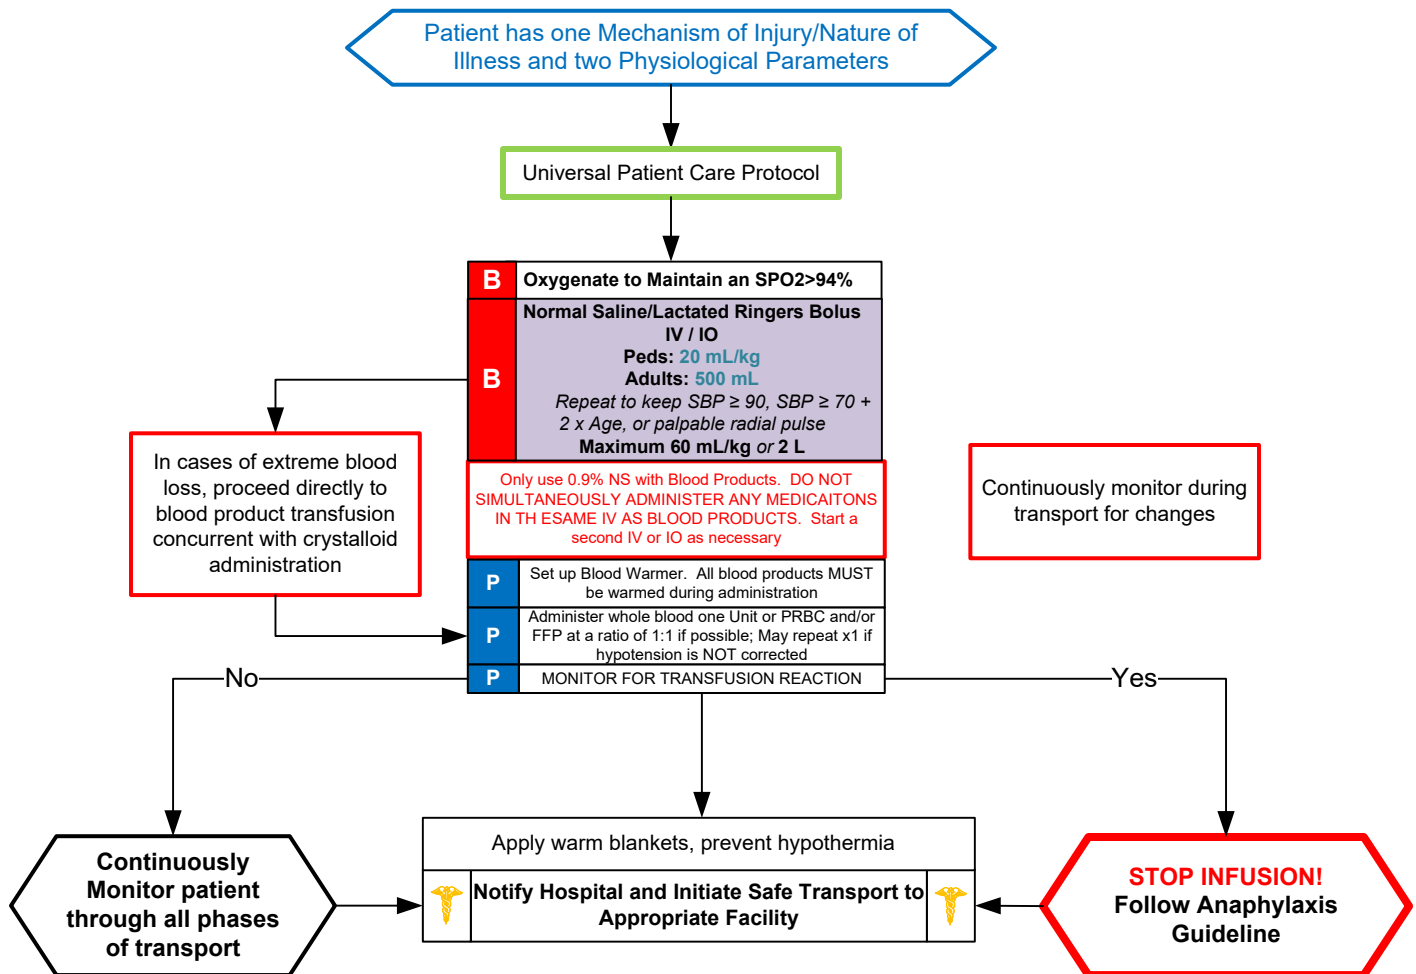 Patient has one Mechanism of Injury/Nature of
Illness and two Physiological Parameters
Universal Patient Care Protocol
B
Oxygenate to Maintain an SPO2>94%
B
Normal Saline/Lactated Ringers Bolus
IV / IO
Peds: 20 mL/kg
Adults: 500 mL
Repeat to keep SBP ≥ 90, SBP ≥ 70 +
2 x Age, or palpable radial pulse
Maximum 60 mL/kg or 2 L
In cases of extreme blood
loss, proceed directly to
blood product transfusion
concurrent with crystalloid
administration
Only use 0.9% NS with Blood Products. DO NOT
SIMULTANEOUSLY ADMINISTER ANY MEDICAITONS
IN TH ESAME IV AS BLOOD PRODUCTS. Start a
second IV or IO as necessary
Continuously monitor during
transport for changes
P
Set up Blood Warmer. All blood products MUST
be warmed during administration
P
Administer whole blood one Unit or PRBC and/or
FFP at a ratio of 1:1 if possible; May repeat x1 if
hypotension is NOT corrected
P
MONITOR FOR TRANSFUSION REACTION
No
Yes
Continuously
Monitor patient
through all phases
of transport
Apply warm blankets, prevent hypothermia
Notify Hospital and Initiate Safe Transport to
Appropriate Facility
STOP INFUSION!
Follow Anaphylaxis
Guideline